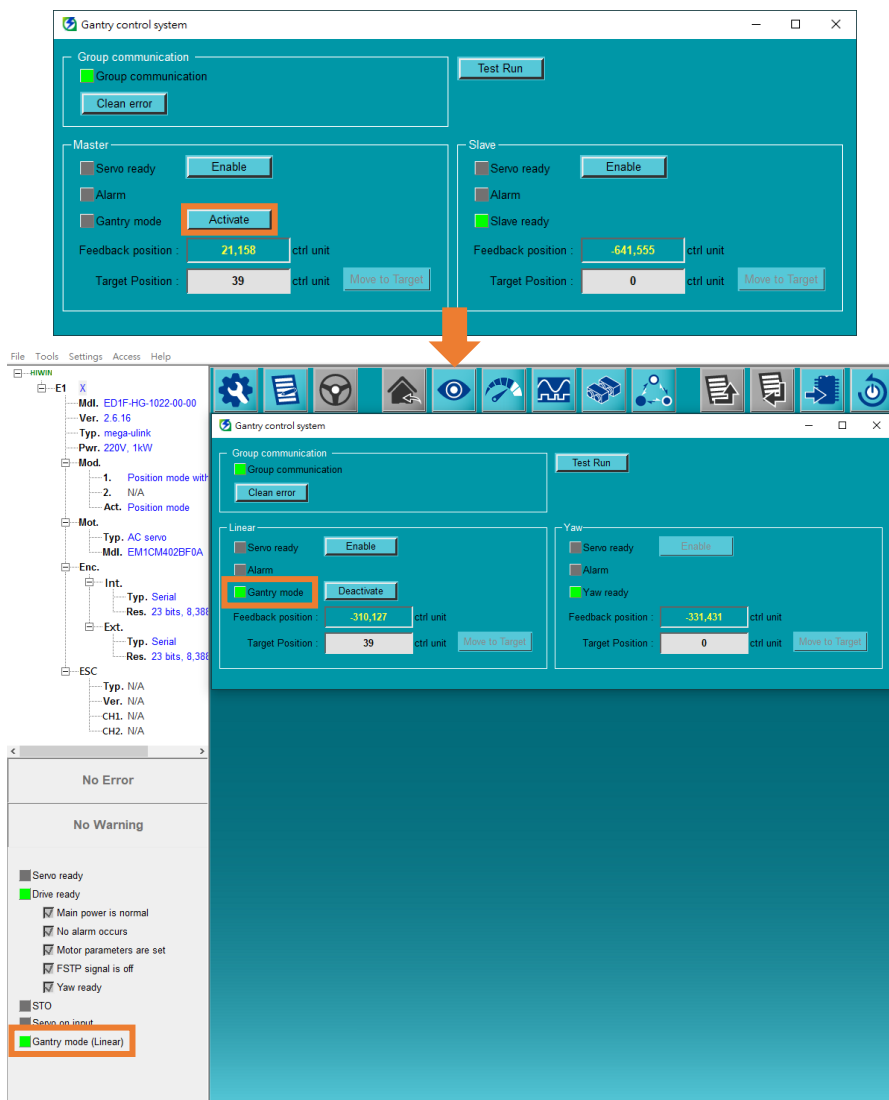 Gantry control system
Group communication
Group communication
Clean error
Test Run
Master
Servo ready
Enable
Alarm
Gantry mode
Activate
Feedback position :
21,158
ctrl unit
Target Position :
39
ctrl unit
Move to Target
Slave
Servo ready
Enable
Alarm
Slave ready
Feedback position :
-641,555
ctrl unit
Target Position :
0
ctrl unit
Move to Target
File Tools Settings Access Help
HIWIN
E1 X
Mdl. ED1F-HG-1022-00-00
Ver. 2.6.16
Typ. mega-ulink
Pwr. 220V, 1kW
Mod.
1. Position mode with
2. N/A
Act. Position mode
Mot.
Typ. AC servo
Mdl. EM1CM402BF0A
Enc.
Int.
Typ. Serial
Res. 23 bits, 8,388
Ext.
Typ. Serial
Res. 23 bits, 8,388
ESC
Typ. N/A
Ver. N/A
CH1. N/A
CH2. N/A
No Error
No Warning
Servo ready
Drive ready
Main power is normal
No alarm occurs
Motor parameters are set
FSTP signal is off
Yaw ready
STO
Servo on input
Gantry mode (Linear)
Gantry control system
Group communication
Group communication
Clean error
Test Run
Linear
Servo ready
Enable
Alarm
Gantry mode
Deactivate
Feedback position :
-310,127
ctrl unit
Target Position :
39
ctrl unit
Move to Target
Yaw
Servo ready
Enable
Alarm
Yaw ready
Feedback position :
-331,431
ctrl unit
Target Position :
0
ctrl unit
Move to Target